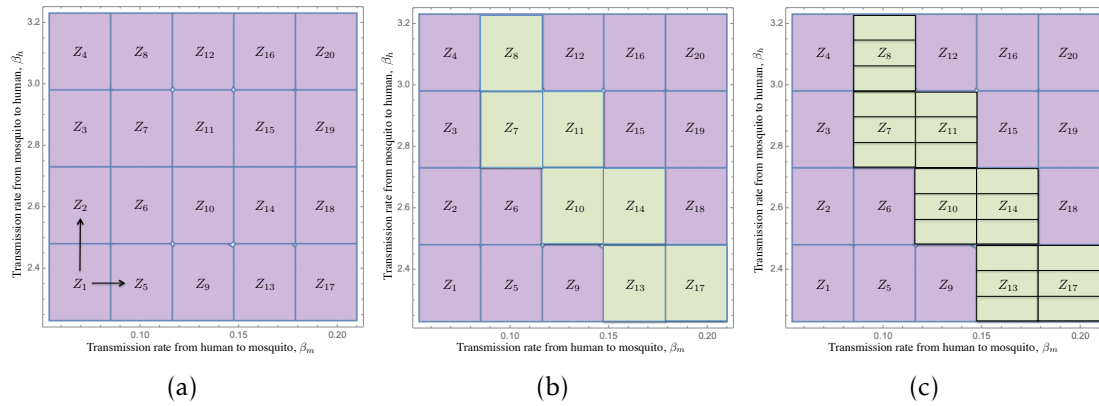 Transmission rate from mosquito to human, βh
3.2
3.0
2.8
2.6
2.4
Z4 Z8 Z12 Z16 Z20
Z3 Z7 Z11 Z15 Z19
Z2 Z6 Z10 Z14 Z18
Z1 Z5 Z9 Z13 Z17
0.10 0.15 0.20
Transmission rate from human to mosquito, βm
(a)
Transmission rate from mosquito to human, βh
3.2
3.0
2.8
2.6
2.4
Z4 Z8 Z12 Z16 Z20
Z3 Z7 Z11 Z15 Z19
Z2 Z6 Z10 Z14 Z18
Z1 Z5 Z9 Z13 Z17
0.10 0.15 0.20
Transmission rate from human to mosquito, βm
(b)
Transmission rate from mosquito to human, βh
3.2
3.0
2.8
2.6
2.4
Z4 Z8 Z12 Z16 Z20
Z3 Z7 Z11 Z15 Z19
Z2 Z6 Z10 Z14 Z18
Z1 Z5 Z9 Z13 Z17
0.10 0.15 0.20
Transmission rate from human to mosquito, βm
(c)